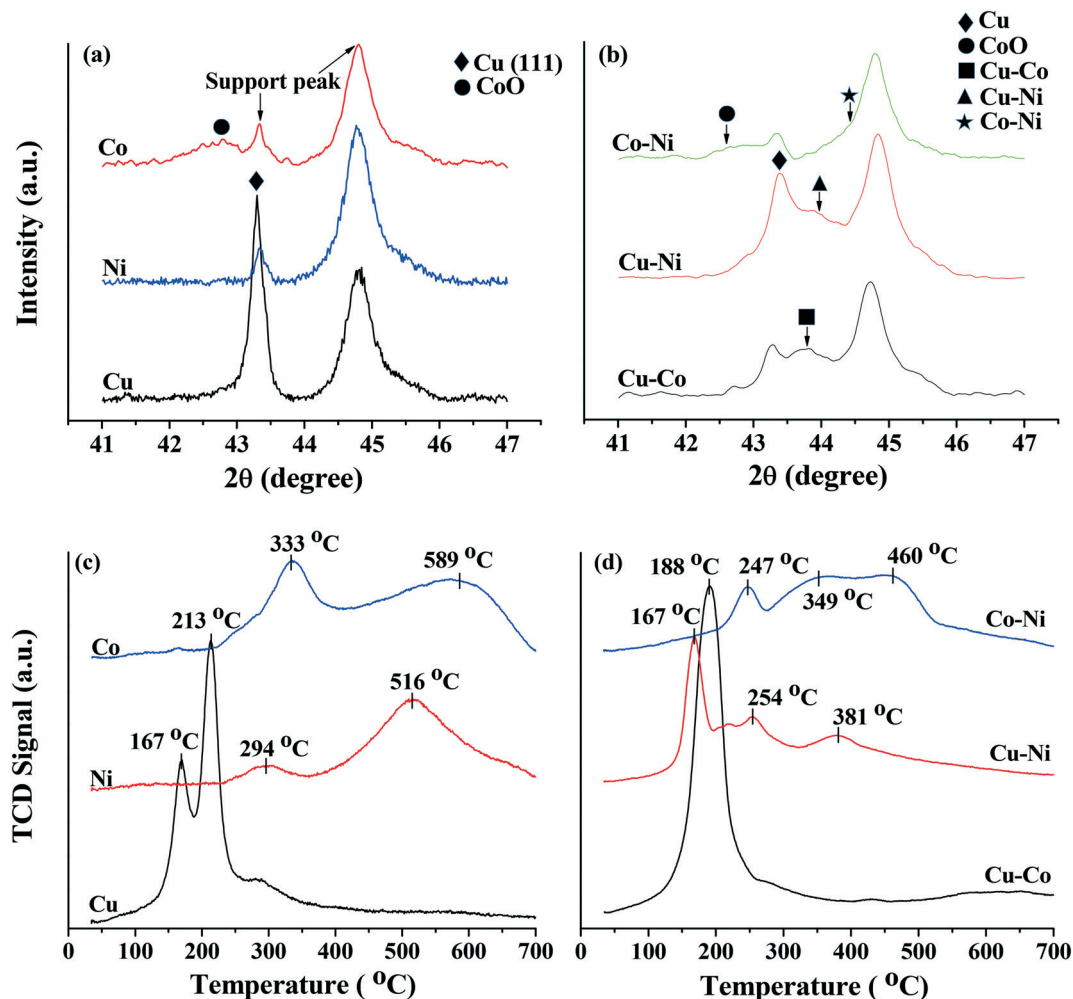 (a)
Support peak
◆ Cu (111)
● CoO
Co
Ni
Cu
41 42 43 44 45 46 47
2θ (degree)
Intensity (a.u.)
(b)
◆ Cu
● CoO
■ Cu-Co
▲ Cu-Ni
★ Co-Ni
Co-Ni
Cu-Ni
Cu-Co
41 42 43 44 45 46 47
2θ (degree)
(c)
333 °C
589 °C
213 °C
Co
516 °C
167 °C
294 °C
Ni
Cu
0 100 200 300 400 500 600 700
Temperature ( °C)
TCD Signal (a.u.)
(d)
188 °C
247 °C
460 °C
167 °C
349 °C
Co-Ni
254 °C
381 °C
Cu-Ni
Cu-Co
0 100 200 300 400 500 600 700
Temperature ( °C)